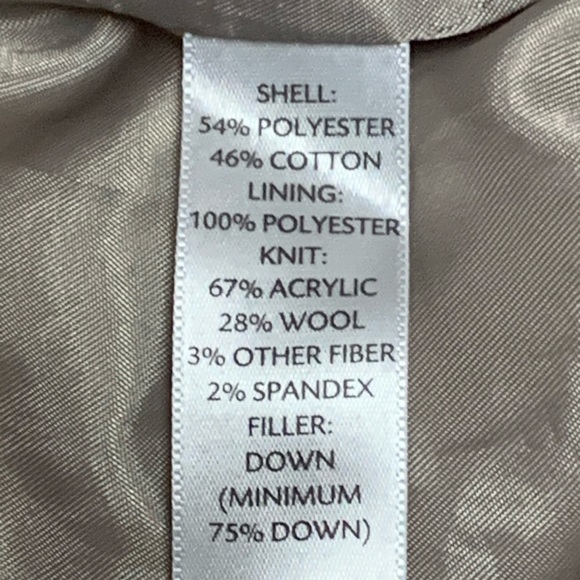 SHELL:
54% POLYESTER
46% COTTON
LINING:
100% POLYESTER
KNIT:
67% ACRYLIC
28% WOOL
3% OTHER FIBER
2% SPANDEX
FILLER:
DOWN
(MINIMUM
75% DOWN)